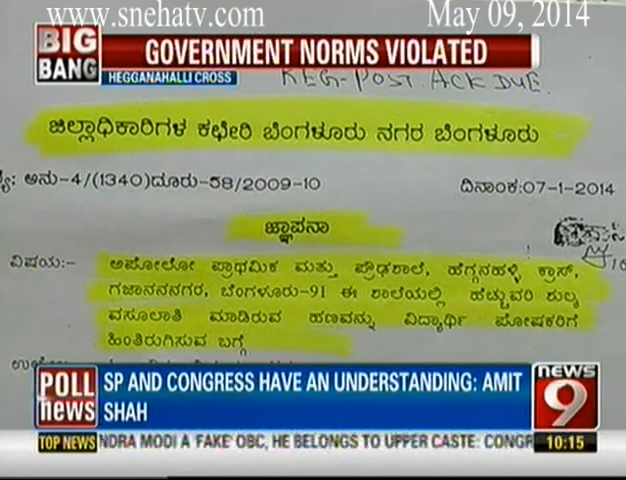 www.snehatv.com
May 09, 2014
BIG
BANG
GOVERNMENT NORMS VIOLATED
HEGGANAHALLI CROSS
REG-POST ACK DUE.
ಜಿಲ್ಲಾಧಿಕಾರಿಗಳ ಕಛೇರಿ ಬೆಂಗಳೂರು ನಗರ ಬೆಂಗಳೂರು
ಅನು-4/(1340)ದೂರು-58/2009-10
ದಿನಾಂಕ:07-1-2014
ಜ್ಞಾಪನಾ
ವಿಷಯ:- ಅಪೋಲೋ ಪ್ರಾಥಮಿಕ ಮತ್ತು ಪ್ರೌಢಶಾಲೆ, ಹೆಗ್ಗನಹಳ್ಳಿ ಕ್ರಾಸ್,
ಗಜಾನನನಗರ, ಬೆಂಗಳೂರು-91 ಈ ಶಾಲೆಯಲ್ಲಿ ಹೆಚ್ಚುವರಿ ಶುಲ್ಕ
ವಸೂಲಾತಿ ಮಾಡಿರುವ ಹಣವನ್ನು ವಿದ್ಯಾರ್ಥಿ ಪೋಷಕರಿಗೆ
ಹಿಂತಿರುಗಿಸುವ ಬಗ್ಗೆ
POLL
news
SP AND CONGRESS HAVE AN UNDERSTANDING: AMIT
SHAH
NEWS
9
TOP NEWS
NDRA MODI A 'FAKE' OBC, HE BELONGS TO UPPER CASTE: CONGR
10:15